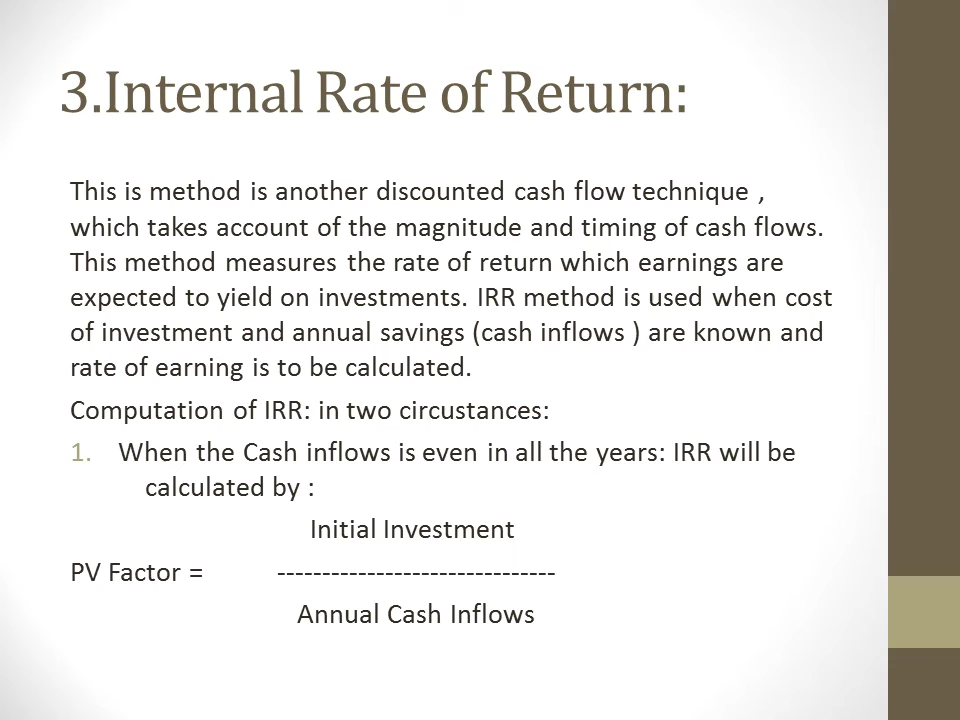 3.Internal Rate of Return:
This is method is another discounted cash flow technique ,
which takes account of the magnitude and timing of cash flows.
This method measures the rate of return which earnings are
expected to yield on investments. IRR method is used when cost
of investment and annual savings (cash inflows ) are known and
rate of earning is to be calculated.
Computation of IRR: in two circustances:
1. When the Cash inflows is even in all the years: IRR will be
calculated by :
Initial Investment
PV Factor = -------------------------------
Annual Cash Inflows